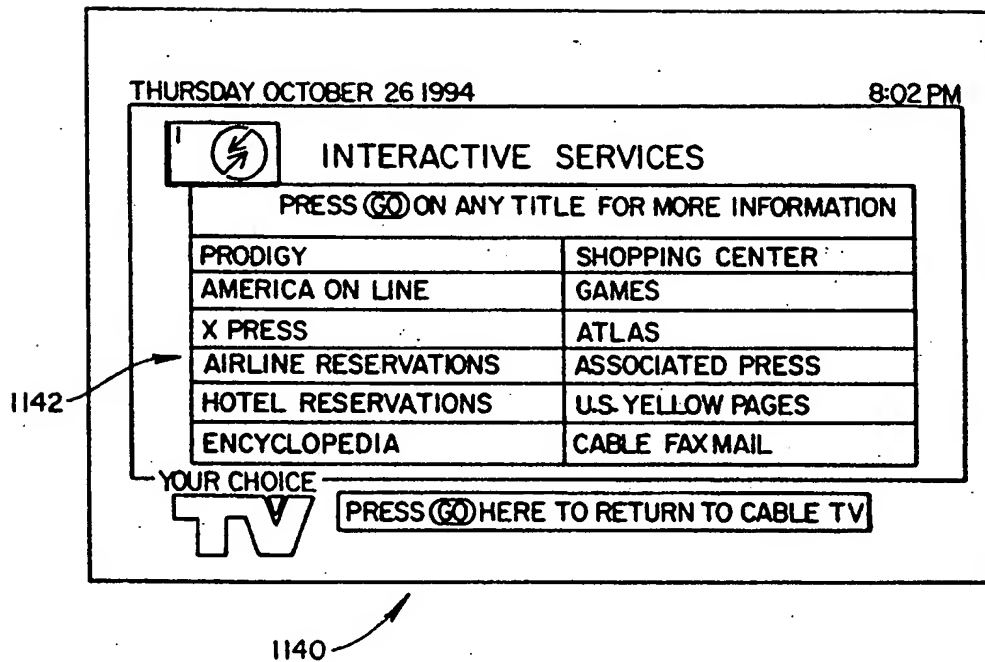 THURSDAY OCTOBER 26 1994 8:02 PM
INTERACTIVE SERVICES
PRESS GO ON ANY TITLE FOR MORE INFORMATION
PRODIGY SHOPPING CENTER
AMERICA ON LINE GAMES
X PRESS ATLAS
AIRLINE RESERVATIONS ASSOCIATED PRESS
1142
HOTEL RESERVATIONS U.S. YELLOW PAGES
ENCYCLOPEDIA CABLE FAXMAIL
YOUR CHOICE
TV
PRESS GO HERE TO RETURN TO CABLE TV
1140